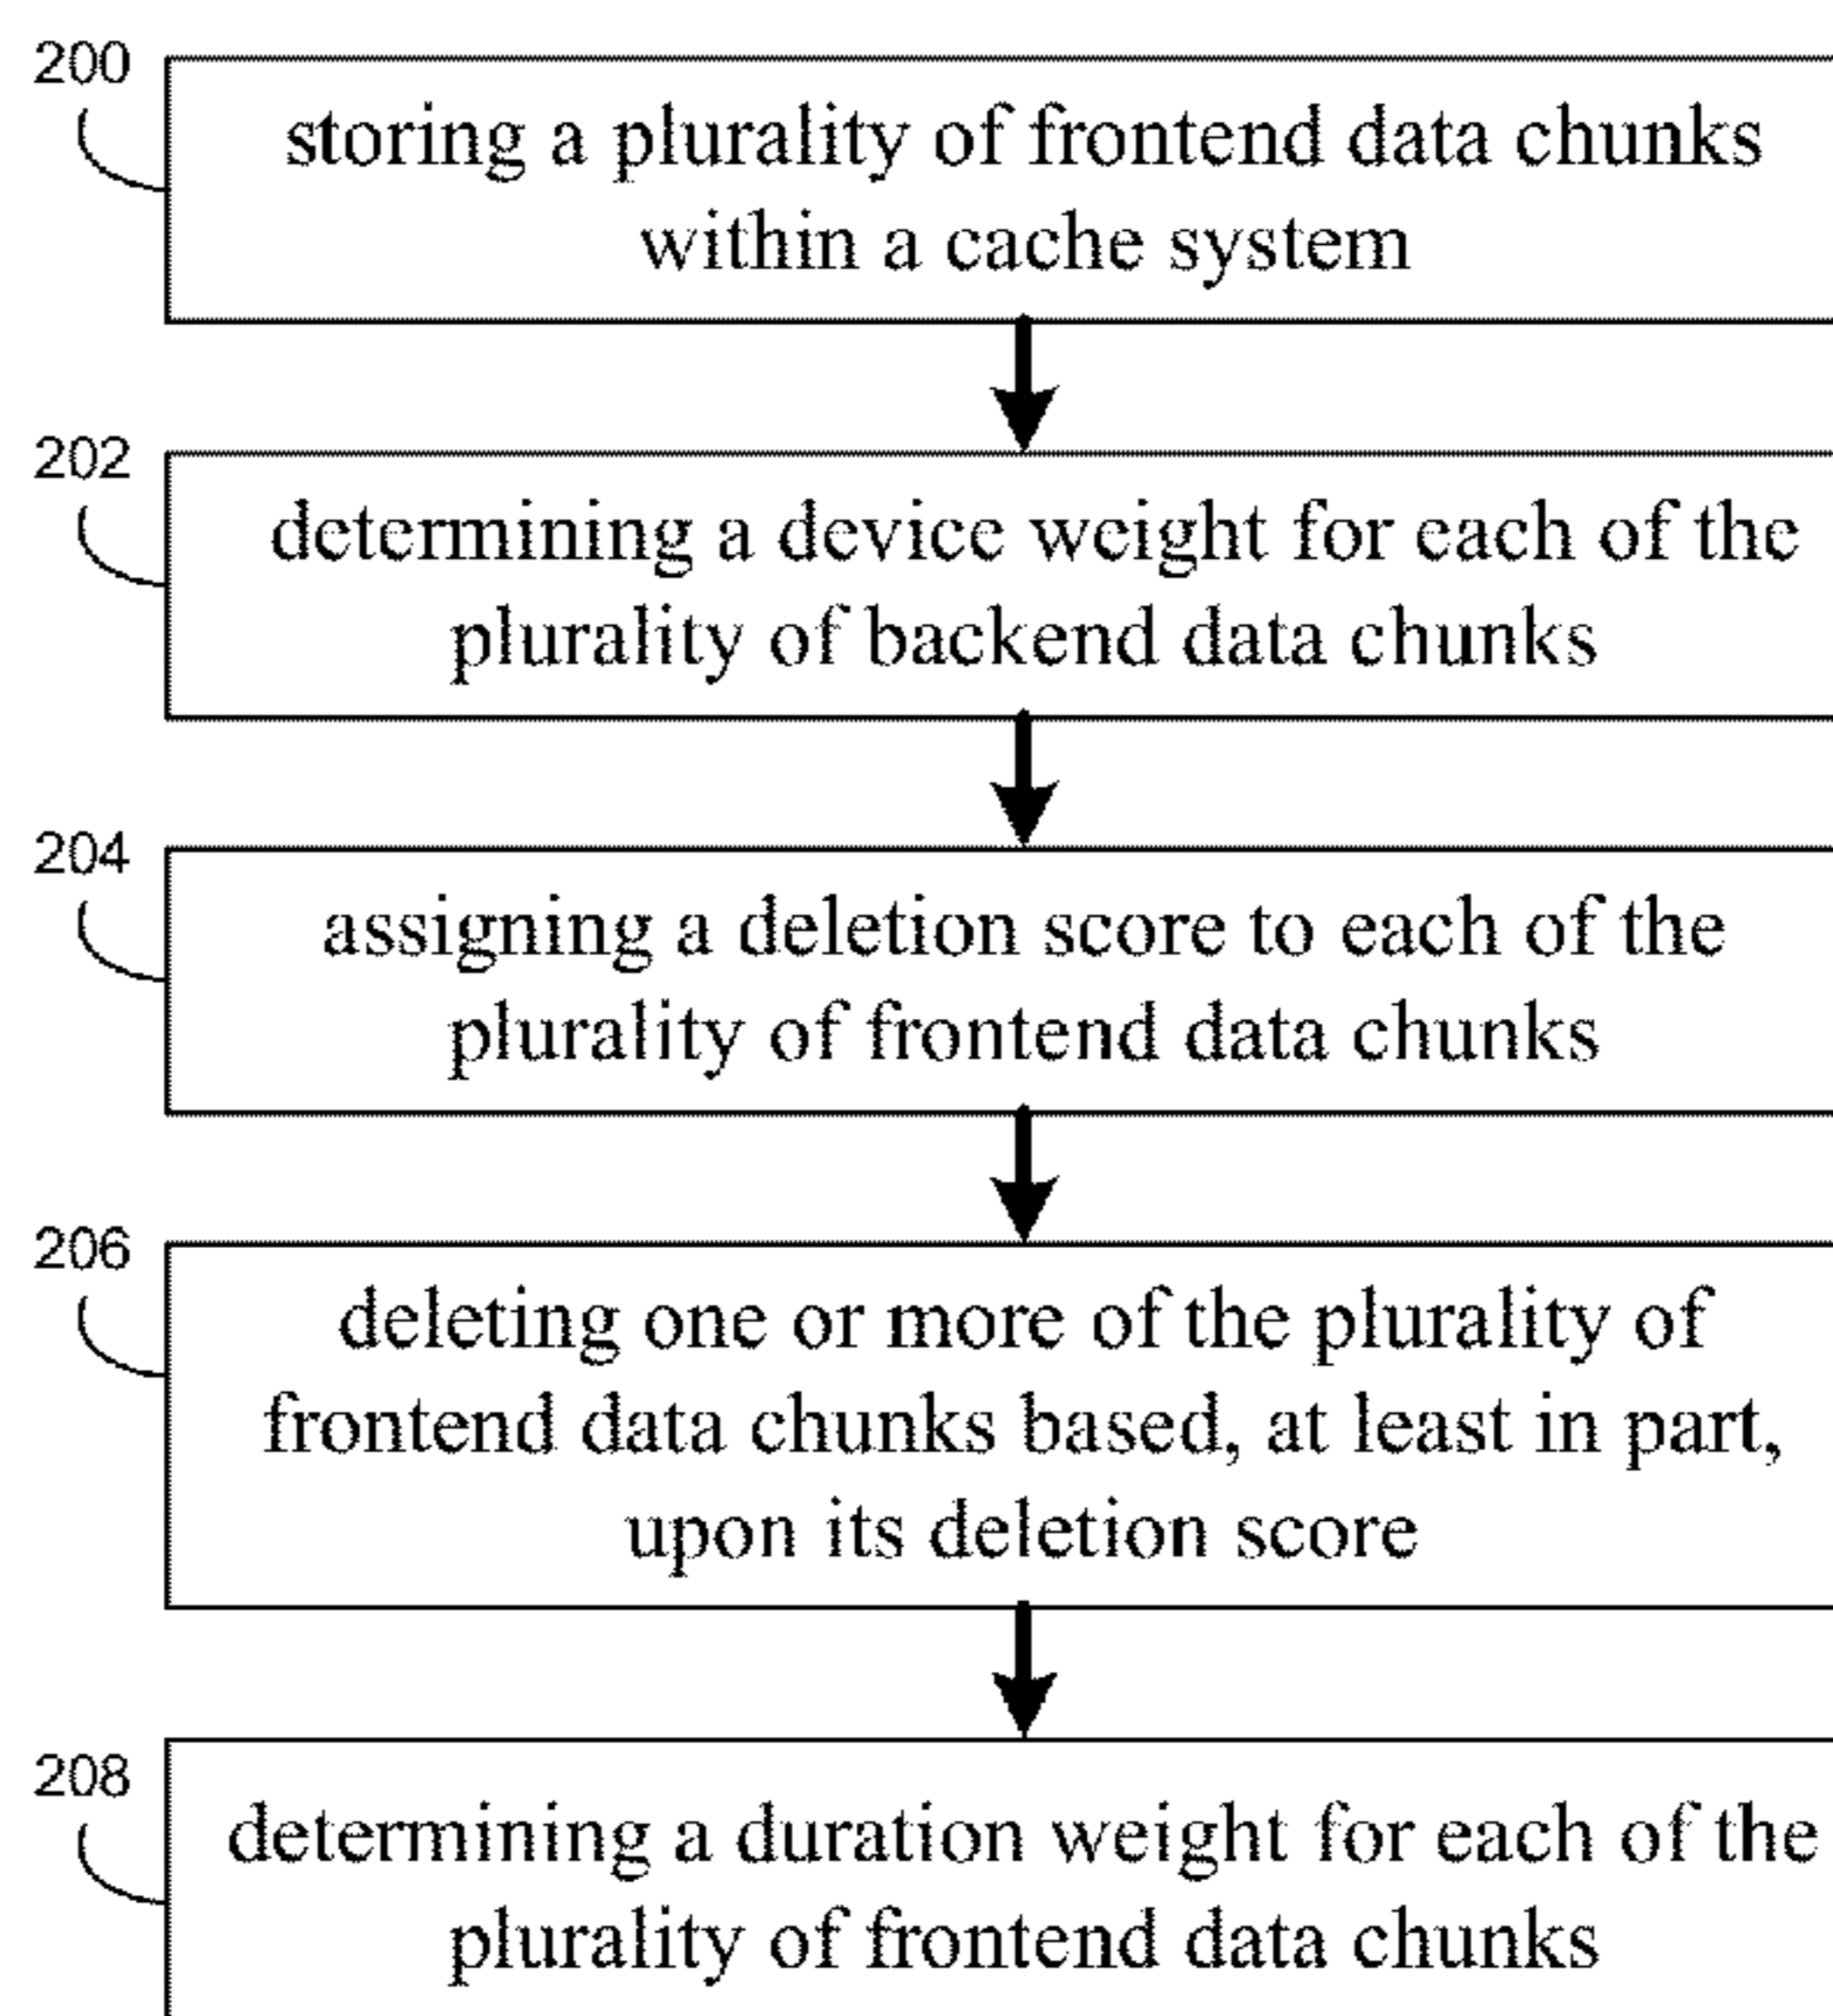 200
storing a plurality of frontend data chunks
within a cache system
202
determining a device weight for each of the
plurality of backend data chunks
204
assigning a deletion score to each of the
plurality of frontend data chunks
206
deleting one or more of the plurality of
frontend data chunks based, at least in part,
upon its deletion score
208
determining a duration weight for each of the
plurality of frontend data chunks